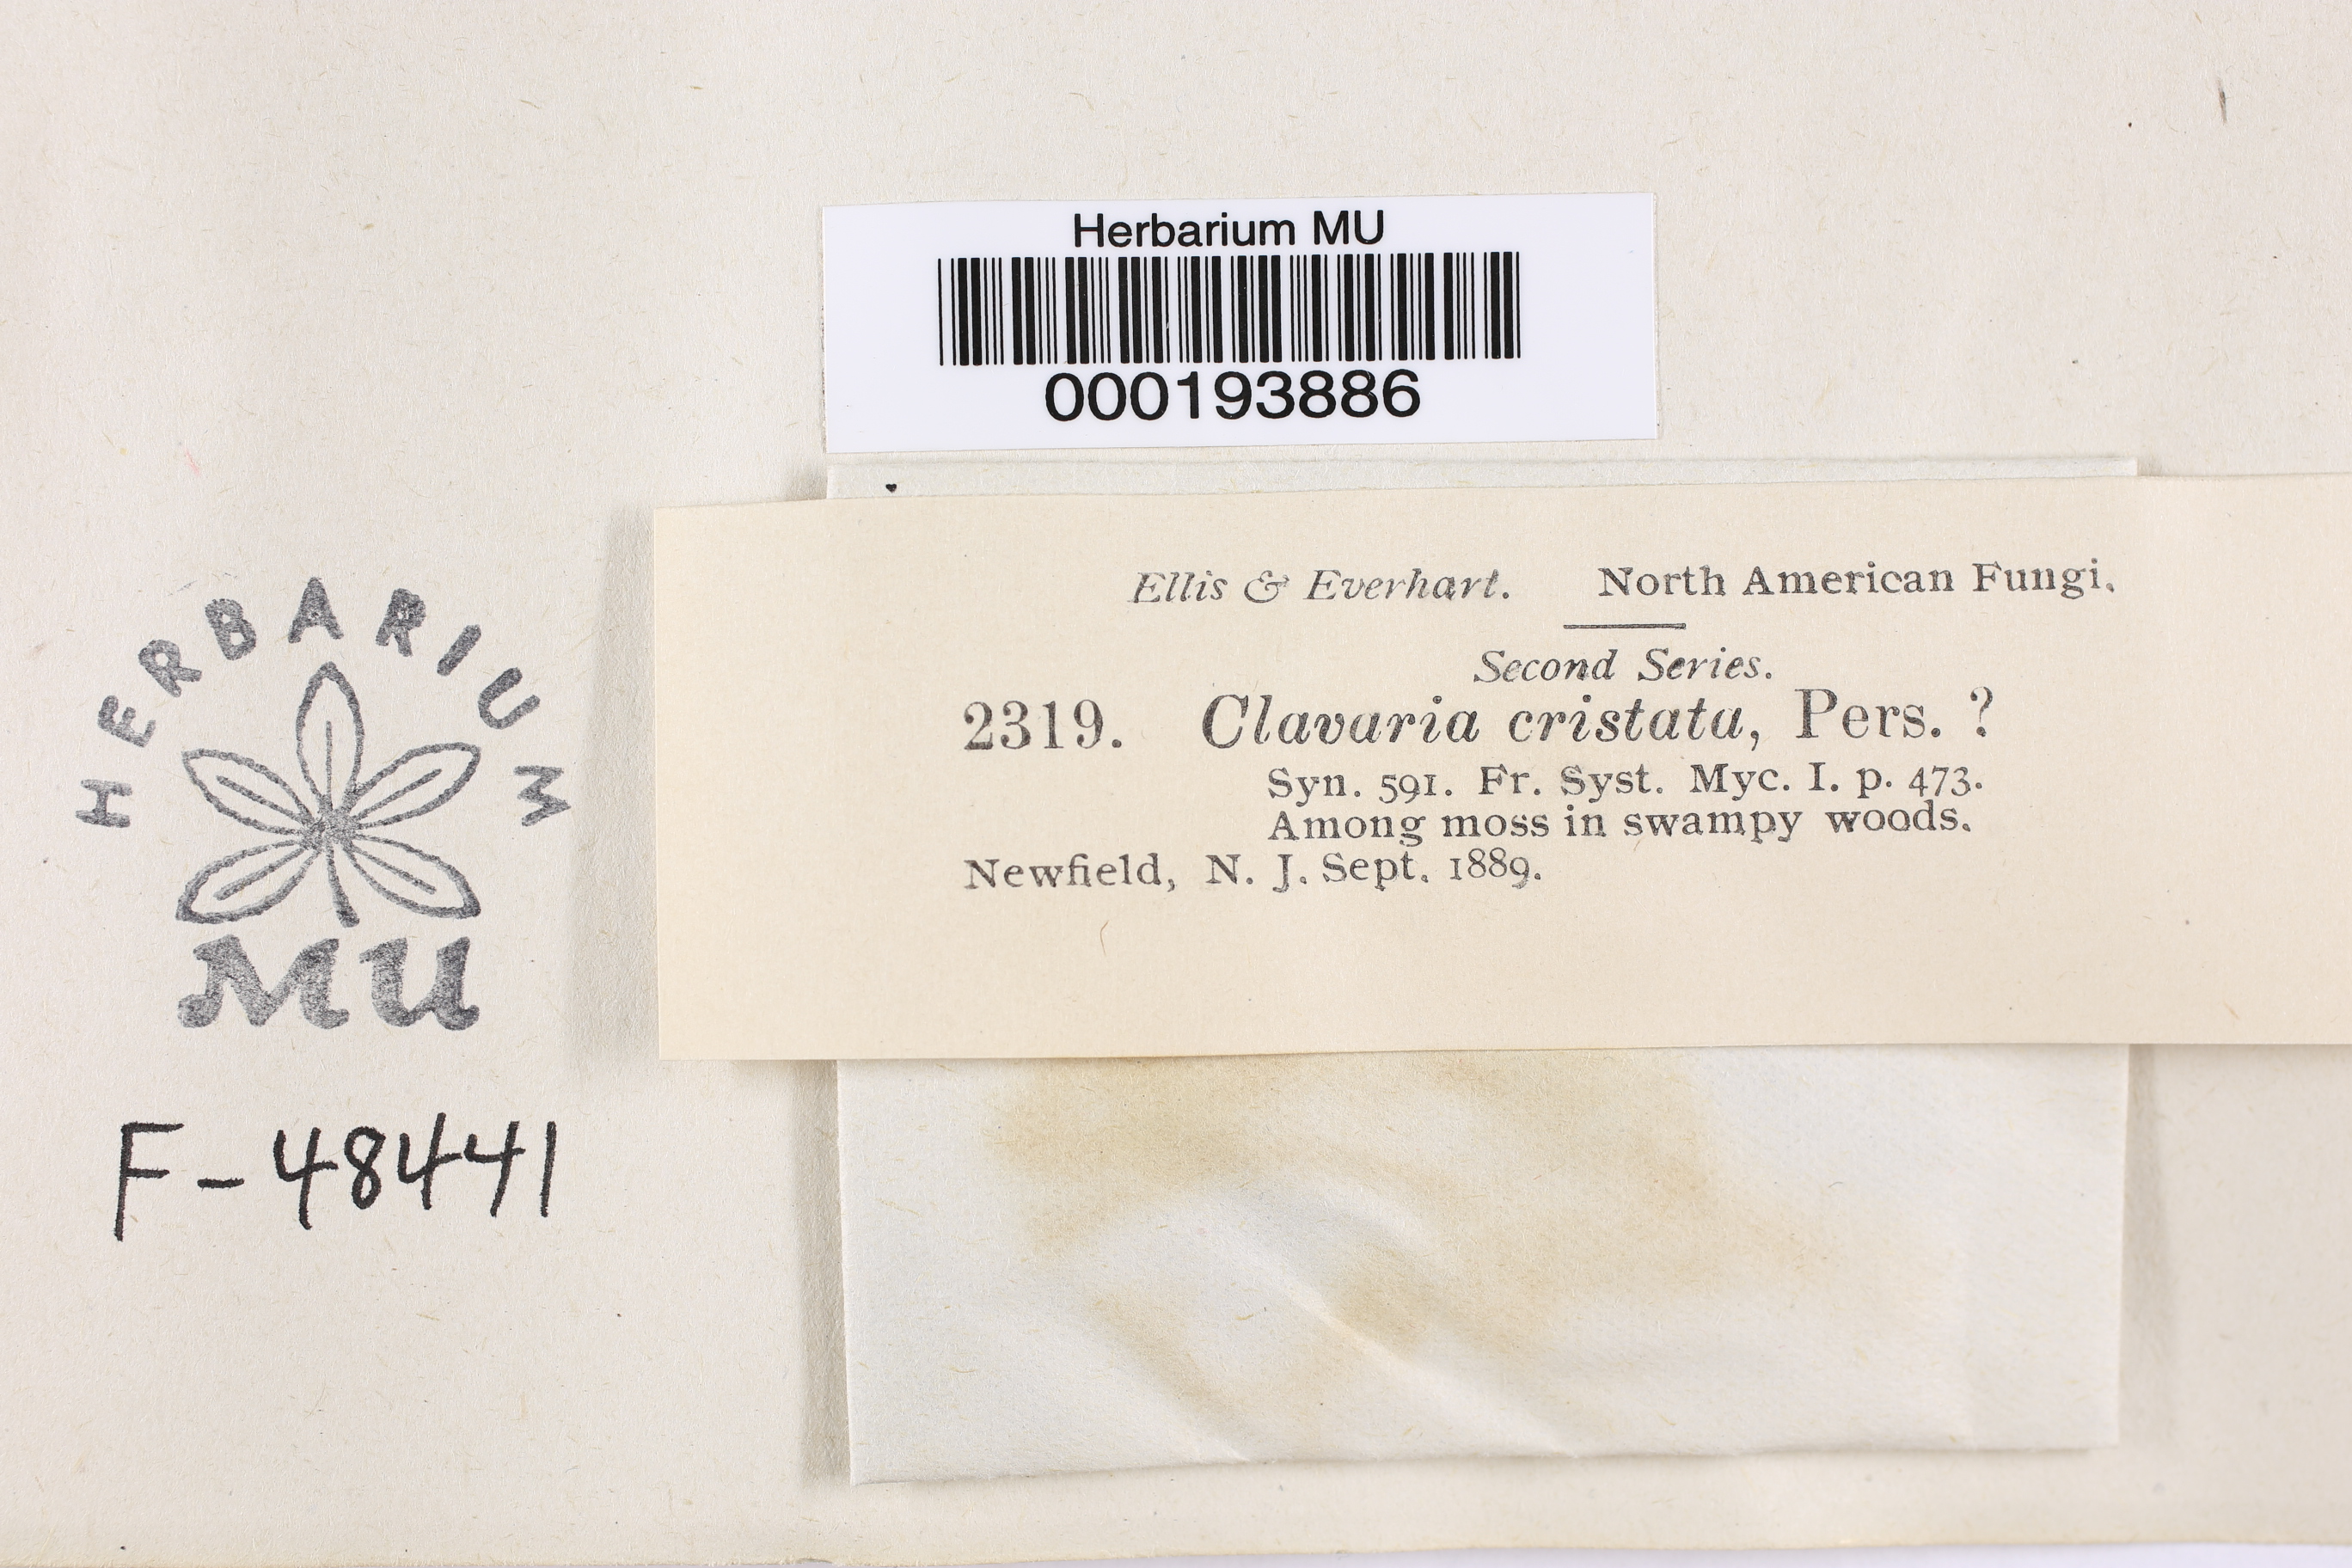 Herbarium MU
000193886
Ellis & Everhart. North American Fungi.
Second Series.
2319. Clavaria cristata, Pers. ?
Syn. 591. Fr. Syst. Myc. I. p. 473.
Among moss in swampy woods.
Newfield, N. J. Sept. 1889.
HERBARIUM
MU
F-48441